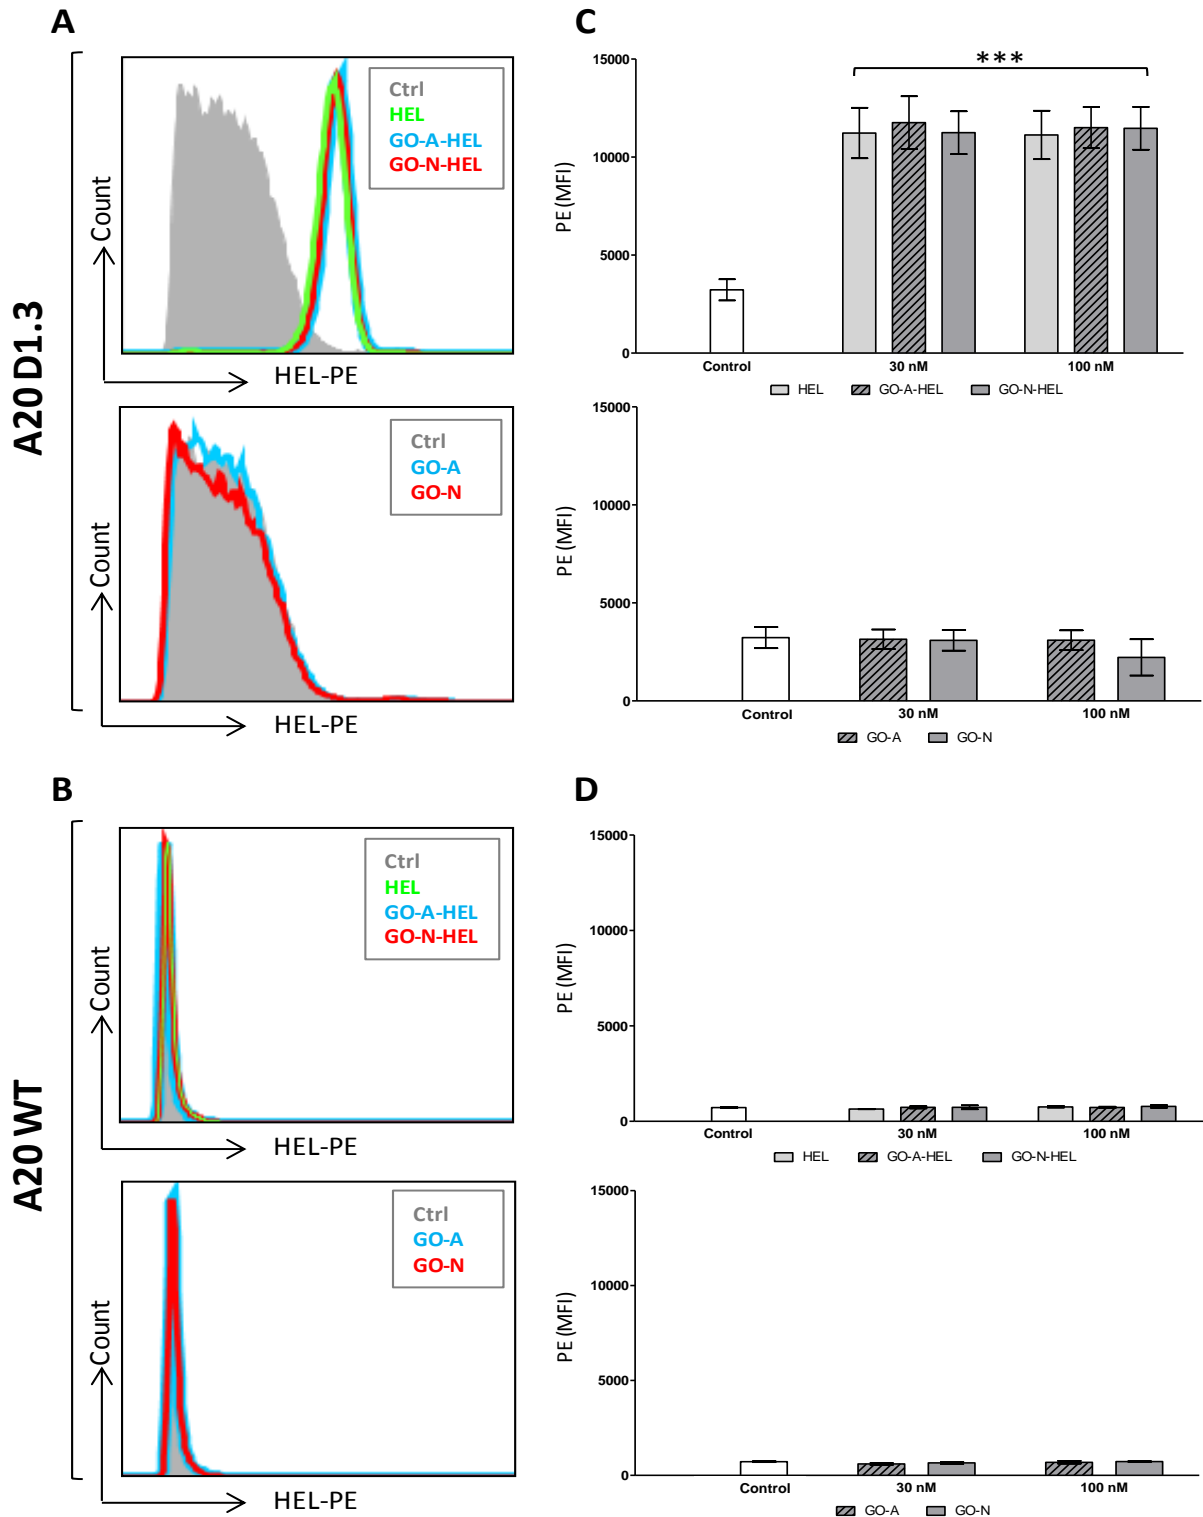 A
A20 D1.3
Count
Ctrl
HEL
GO-A-HEL
GO-N-HEL
HEL-PE
Count
Ctrl
GO-A
GO-N
HEL-PE
C
PE (MFI)
15000
10000
5000
0
***
Control 30 nM 100 nM
HEL GO-A-HEL GO-N-HEL
PE (MFI)
15000
10000
5000
0
Control 30 nM 100 nM
GO-A GO-N
B
A20 WT
Count
Ctrl
HEL
GO-A-HEL
GO-N-HEL
HEL-PE
Count
Ctrl
GO-A
GO-N
HEL-PE
D
PE (MFI)
15000
10000
5000
0
Control 30 nM 100 nM
HEL GO-A-HEL GO-N-HEL
PE (MFI)
15000
10000
5000
0
Control 30 nM 100 nM
GO-A GO-N